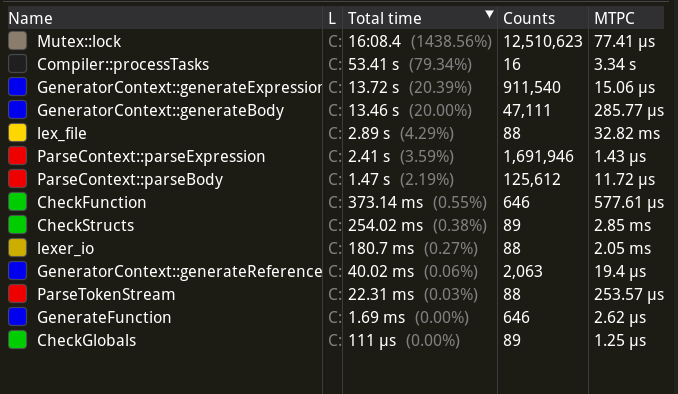 Name L Total time ▼ Counts MTPC
Mutex::lock C: 16:08.4 (1438.56%) 12,510,623 77.41 µs
Compiler::processTasks C: 53.41 s (79.34%) 16 3.34 s
GeneratorContext::generateExpression C: 13.72 s (20.39%) 911,540 15.06 µs
GeneratorContext::generateBody C: 13.46 s (20.00%) 47,111 285.77 µs
lex_file C: 2.89 s (4.29%) 88 32.82 ms
ParseContext::parseExpression C: 2.41 s (3.59%) 1,691,946 1.43 µs
ParseContext::parseBody C: 1.47 s (2.19%) 125,612 11.72 µs
CheckFunction C: 373.14 ms (0.55%) 646 577.61 µs
CheckStructs C: 254.02 ms (0.38%) 89 2.85 ms
lexer_io C: 180.7 ms (0.27%) 88 2.05 ms
GeneratorContext::generateReference C: 40.02 ms (0.06%) 2,063 19.4 µs
ParseTokenStream C: 22.31 ms (0.03%) 88 253.57 µs
GenerateFunction C: 1.69 ms (0.00%) 646 2.62 µs
CheckGlobals C: 111 µs (0.00%) 89 1.25 µs